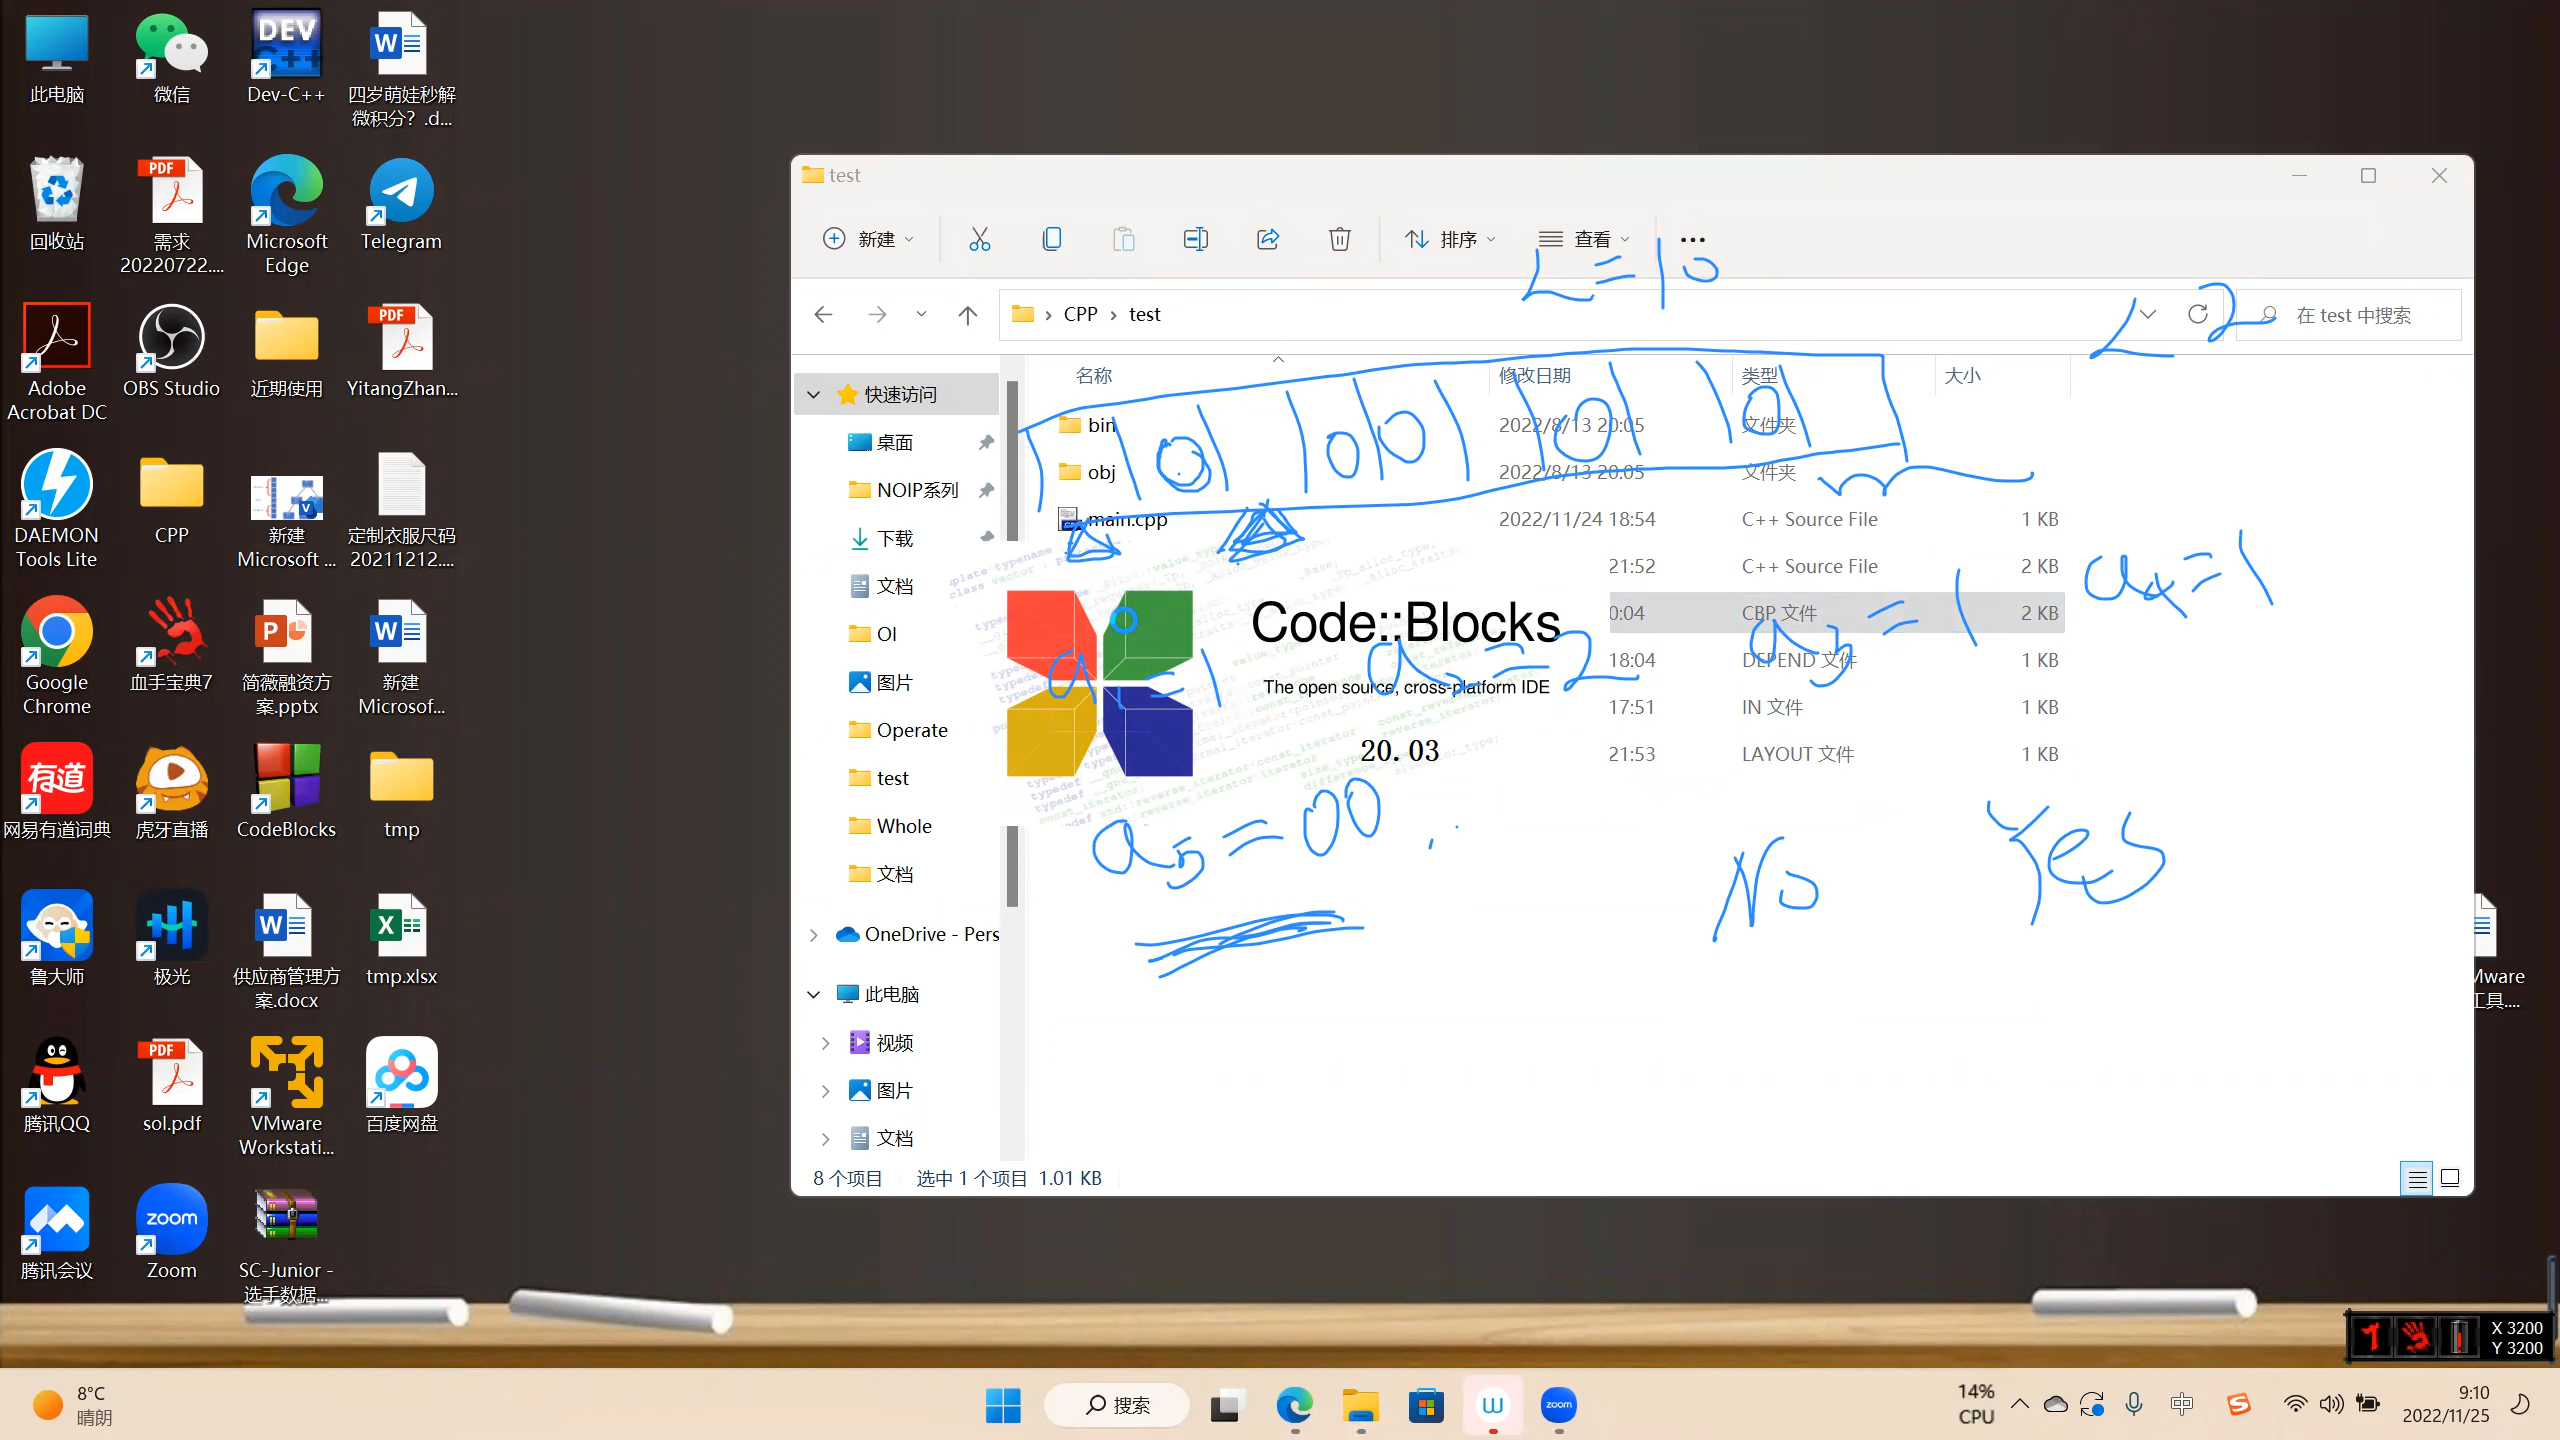 此电脑
微信
Dev-C++
四岁萌娃秒解
微积分？.d...
回收站
需求
20220722....
Microsoft
Edge
Telegram
Adobe
Acrobat DC
OBS Studio
近期使用
YitangZhan...
DAEMON
Tools Lite
CPP
新建
Microsoft ...
定制衣服尺码
20211212....
Google
Chrome
血手宝典7
简薇融资方
案.pptx
新建
Microsof...
网易有道词典
虎牙直播
CodeBlocks
tmp
鲁大师
极光
供应商管理方
案.docx
tmp.xlsx
腾讯QQ
sol.pdf
VMware
Workstati...
百度网盘
腾讯会议
Zoom
SC-Junior -
选手数据...
test
新建
排序
查看
L=10
CPP
test
L 2
在 test 中搜索
名称
修改日期
类型
大小
快速访问
桌面
NOIP系列
下载
文档
OI
图片
Operate
test
Whole
文档
OneDrive - Pers
此电脑
视频
图片
文档
bin
2022/8/13 20:05
文件夹
obj
2022/8/13 20:05
文件夹
main.cpp
2022/11/24 18:54
C++ Source File
1 KB
21:52
C++ Source File
2 KB
0:04
CBP 文件
2 KB
18:04
DEPEND 文件
1 KB
17:51
IN 文件
1 KB
21:53
LAYOUT 文件
1 KB
Code::Blocks
The open source, cross-platform IDE
20.03
a1=1
a2=2
a3=1
a4=1
a5=00
No
Yes
8 个项目
选中 1 个项目 1.01 KB
Mware
工具....
X 3200
Y 3200
8°C
晴朗
搜索
14%
CPU
中
9:10
2022/11/25